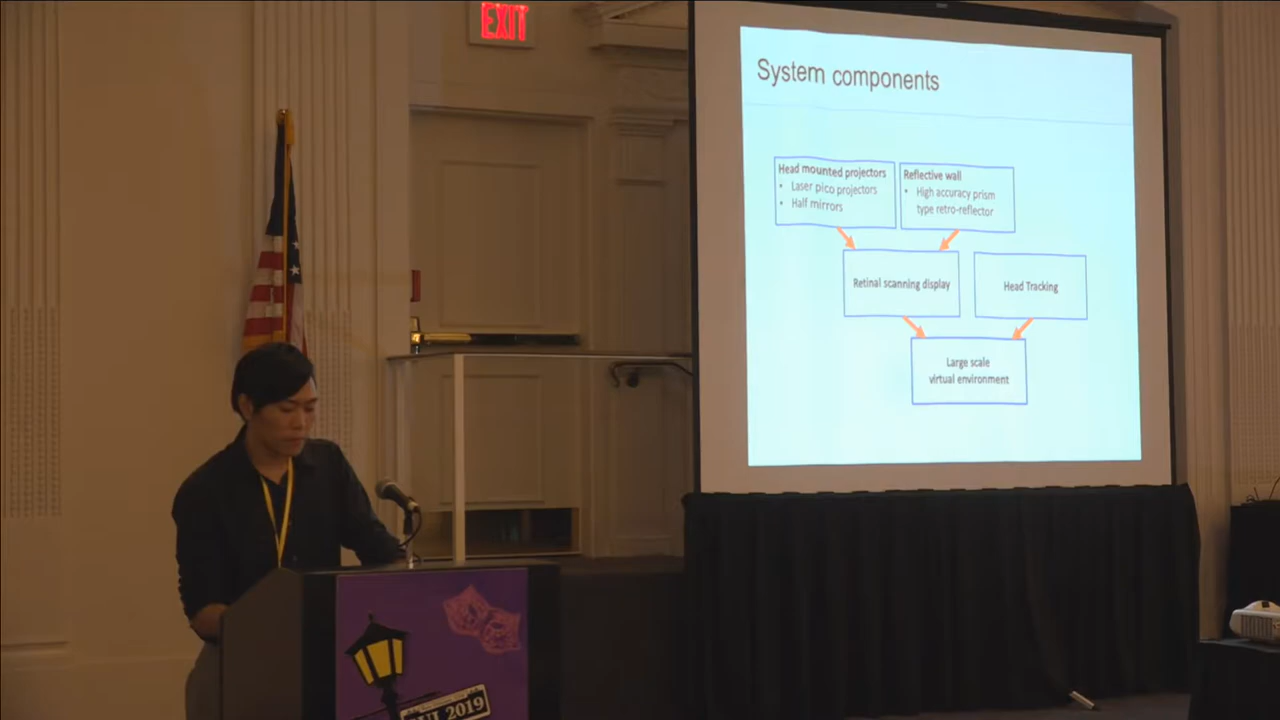 EXIT
System components
Head mounted projectors
• Laser pico projectors
• Half mirrors
Reflective wall
• High accuracy prism
type retro-reflector
Retinal scanning display
Head Tracking
Large scale
virtual environment
2019